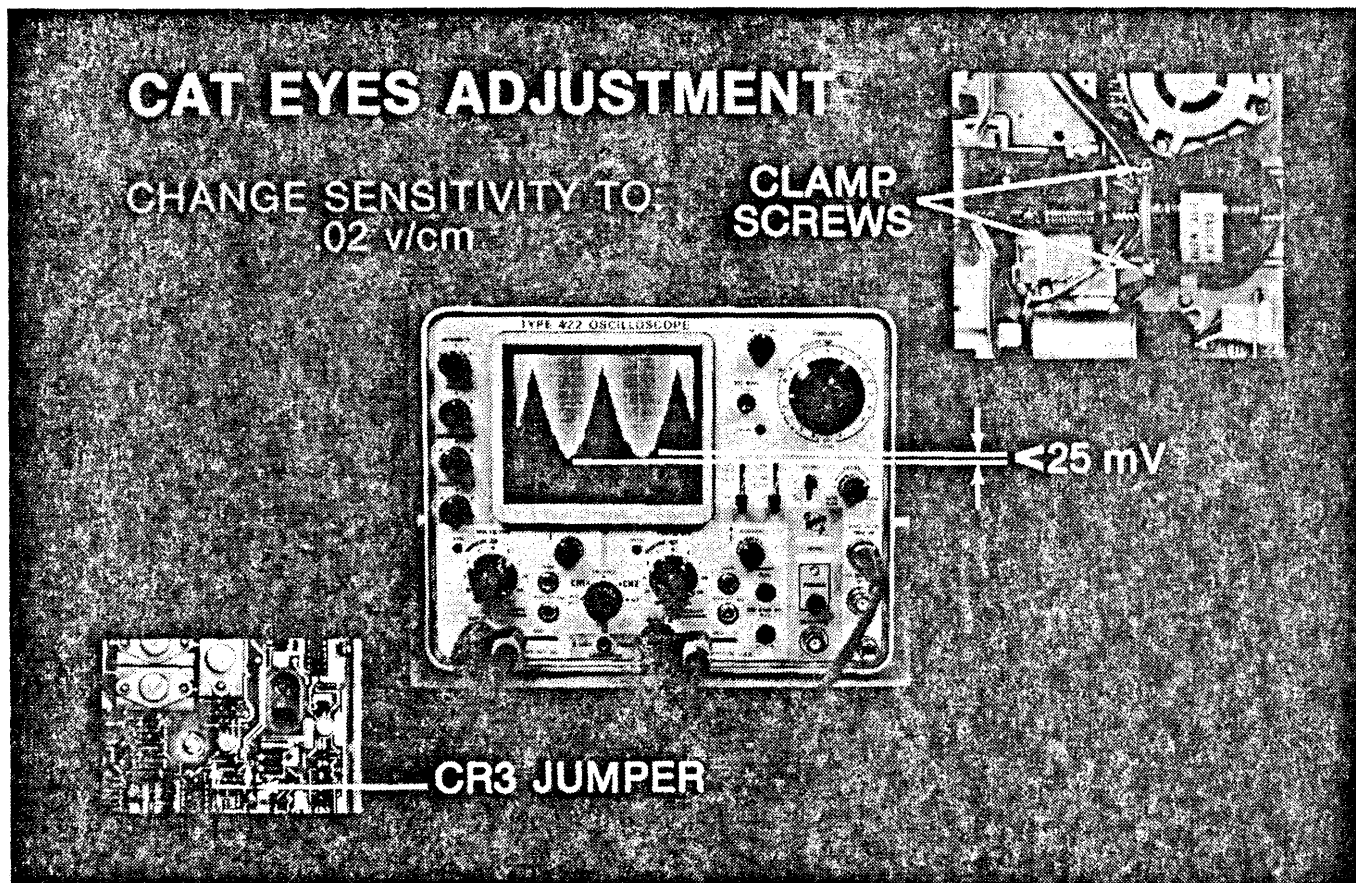 CAT EYES ADJUSTMENT
CHANGE SENSITIVITY TO:
.02 v/cm
CLAMP
SCREWS
TYPE 422 OSCILLOSCOPE
<25 mV
CR3 JUMPER